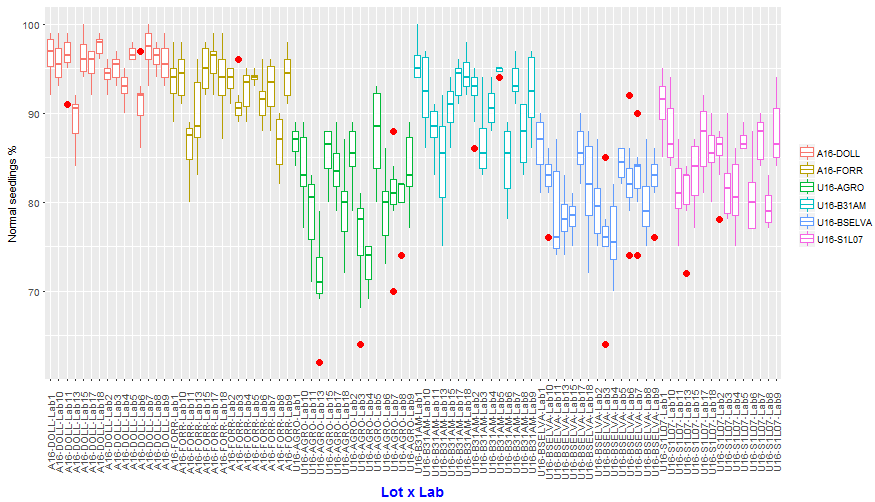 Normal seedlings %
100
90
80
70
A16-DOLL-Lab1
A16-DOLL-Lab10
A16-DOLL-Lab11
A16-DOLL-Lab13
A16-DOLL-Lab15
A16-DOLL-Lab17
A16-DOLL-Lab18
A16-DOLL-Lab2
A16-DOLL-Lab3
A16-DOLL-Lab4
A16-DOLL-Lab5
A16-DOLL-Lab6
A16-DOLL-Lab7
A16-DOLL-Lab8
A16-DOLL-Lab9
A16-FORR-Lab1
A16-FORR-Lab10
A16-FORR-Lab11
A16-FORR-Lab13
A16-FORR-Lab15
A16-FORR-Lab17
A16-FORR-Lab18
A16-FORR-Lab2
A16-FORR-Lab3
A16-FORR-Lab4
A16-FORR-Lab5
A16-FORR-Lab6
A16-FORR-Lab7
A16-FORR-Lab8
A16-FORR-Lab9
U16-AGRO-Lab1
U16-AGRO-Lab10
U16-AGRO-Lab11
U16-AGRO-Lab13
U16-AGRO-Lab15
U16-AGRO-Lab17
U16-AGRO-Lab18
U16-AGRO-Lab2
U16-AGRO-Lab3
U16-AGRO-Lab4
U16-AGRO-Lab5
U16-AGRO-Lab6
U16-AGRO-Lab7
U16-AGRO-Lab8
U16-AGRO-Lab9
U16-B31AM-Lab1
U16-B31AM-Lab10
U16-B31AM-Lab11
U16-B31AM-Lab13
U16-B31AM-Lab15
U16-B31AM-Lab17
U16-B31AM-Lab18
U16-B31AM-Lab2
U16-B31AM-Lab3
U16-B31AM-Lab4
U16-B31AM-Lab5
U16-B31AM-Lab6
U16-B31AM-Lab7
U16-B31AM-Lab8
U16-B31AM-Lab9
U16-BSELVA-Lab1
U16-BSELVA-Lab10
U16-BSELVA-Lab11
U16-BSELVA-Lab13
U16-BSELVA-Lab15
U16-BSELVA-Lab17
U16-BSELVA-Lab18
U16-BSELVA-Lab2
U16-BSELVA-Lab3
U16-BSELVA-Lab4
U16-BSELVA-Lab5
U16-BSELVA-Lab6
U16-BSELVA-Lab7
U16-BSELVA-Lab8
U16-BSELVA-Lab9
U16-S1L07-Lab1
U16-S1L07-Lab10
U16-S1L07-Lab11
U16-S1L07-Lab13
U16-S1L07-Lab15
U16-S1L07-Lab17
U16-S1L07-Lab18
U16-S1L07-Lab2
U16-S1L07-Lab3
U16-S1L07-Lab4
U16-S1L07-Lab5
U16-S1L07-Lab6
U16-S1L07-Lab7
U16-S1L07-Lab8
U16-S1L07-Lab9
Lot x Lab
A16-DOLL
A16-FORR
U16-AGRO
U16-B31AM
U16-BSELVA
U16-S1L07